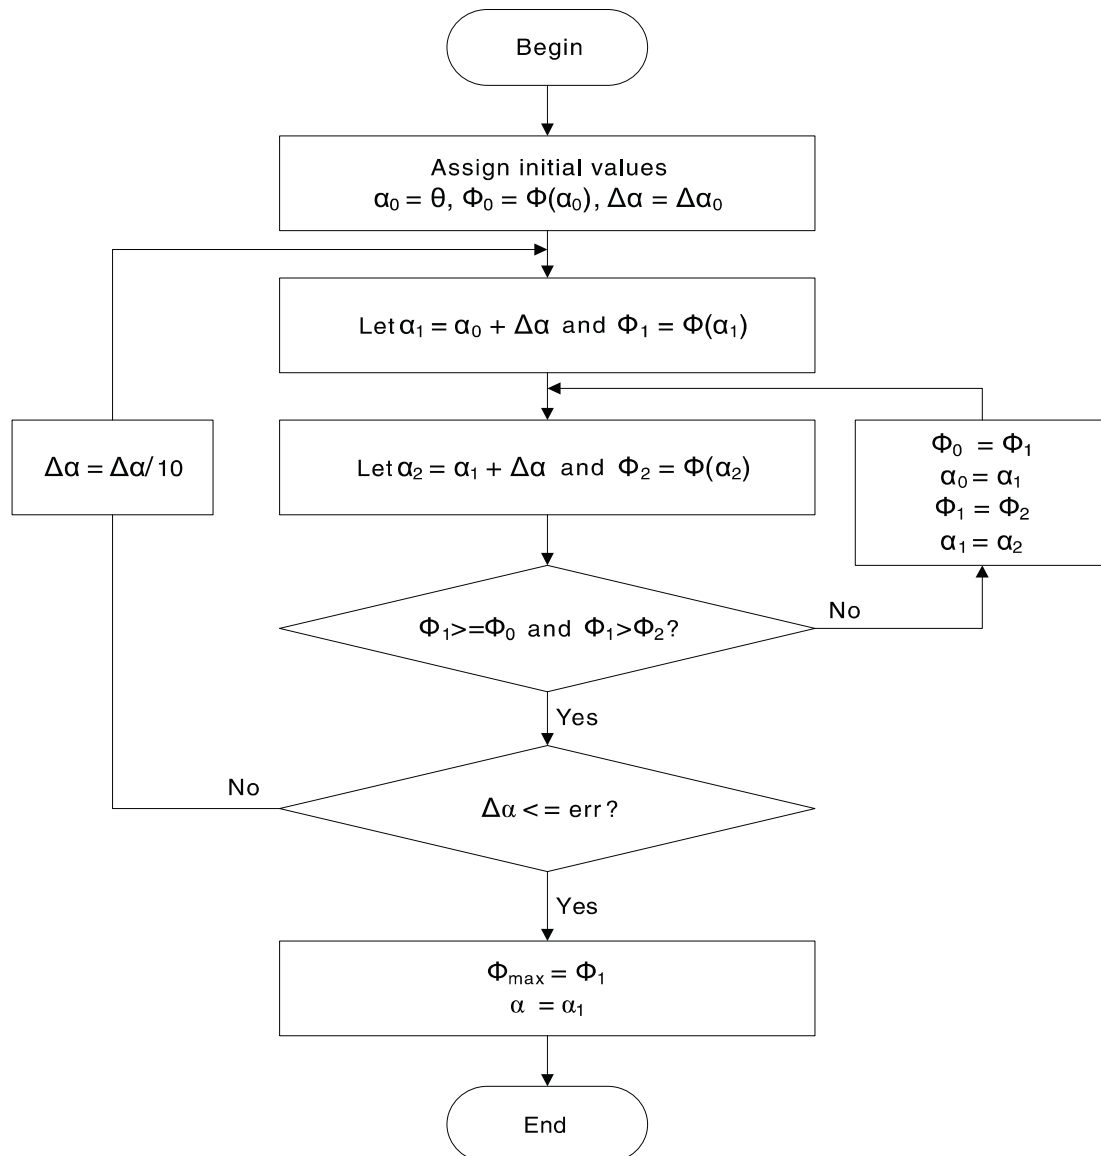 Begin
Assign initial values
α₀ = θ, Φ₀ = Φ(α₀), Δα = Δα₀
Let α₁ = α₀ + Δα and Φ₁ = Φ(α₁)
Δα = Δα/10
Let α₂ = α₁ + Δα and Φ₂ = Φ(α₂)
Φ₀ = Φ₁
α₀ = α₁
Φ₁ = Φ₂
α₁ = α₂
Φ₁>=Φ₀ and Φ₁>Φ₂?
No
Yes
No
Δα < = err?
Yes
Φmax = Φ₁
α = α₁
End